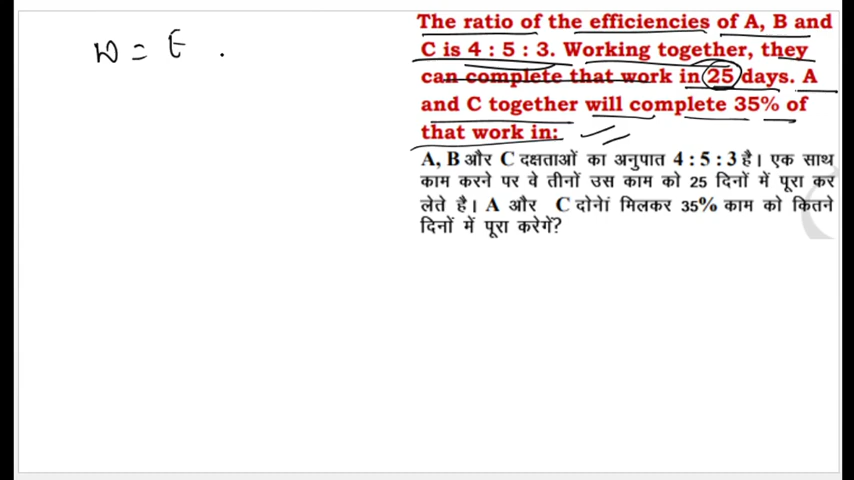 W = E .
The ratio of the efficiencies of A, B and
C is 4 : 5 : 3. Working together, they
can complete that work in 25 days. A
and C together will complete 35% of
that work in:
A, B और C दक्षताओं का अनुपात 4 : 5 : 3 है। एक साथ
काम करने पर वे तीनों उस काम को 25 दिनों में पूरा कर
लेते है। A और C दोनेां मिलकर 35% काम को कितने
दिनों में पूरा करेगें?